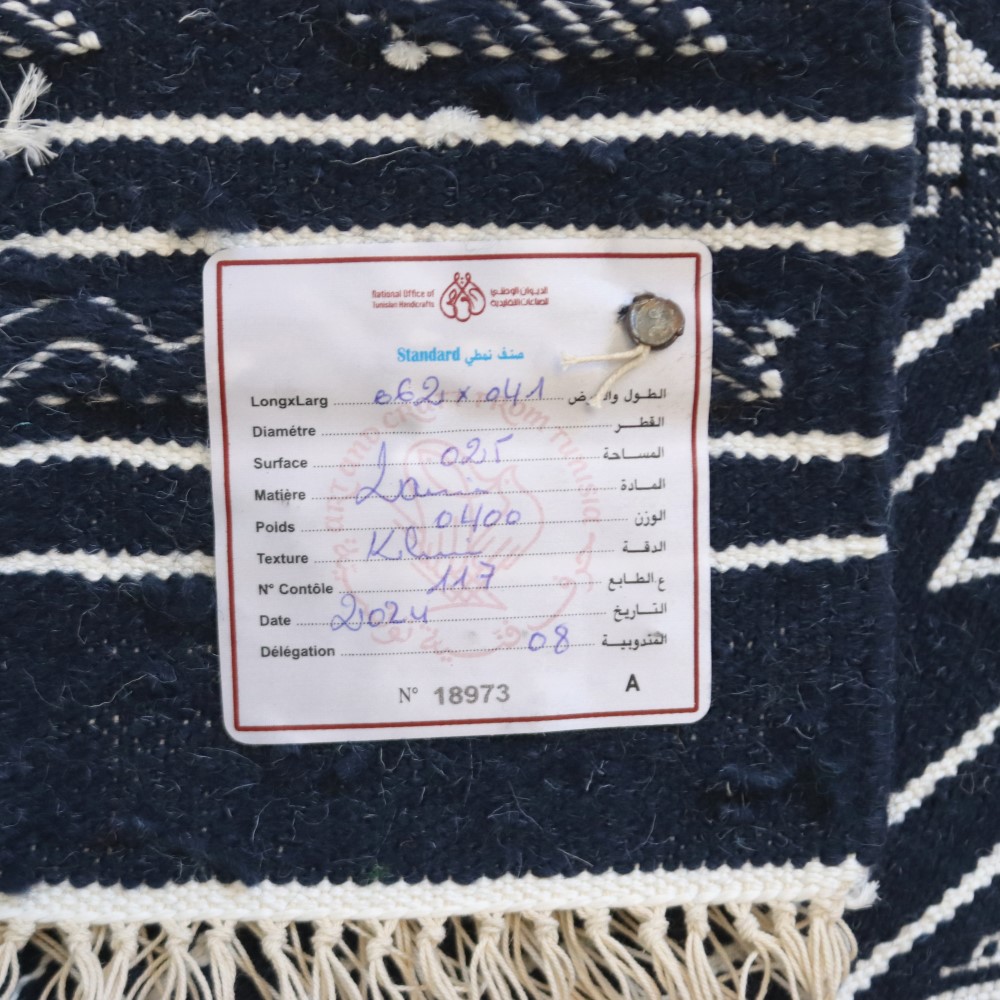 National Office of الديوان الوطني
Tunisian Handicrafts للصناعات التقليدية
Standard صنف نمطي
LongxLarg 062 x 041 الطول والعرض
Diamétre القطر
Surface 025 المساحة
Matière Laine المادة
Poids 0400 الوزن
Texture الدقة
N° Contôle 117 ع.الطابع
Date 2024 التاريخ
Délégation 08 المندوبية
N° 18973 A